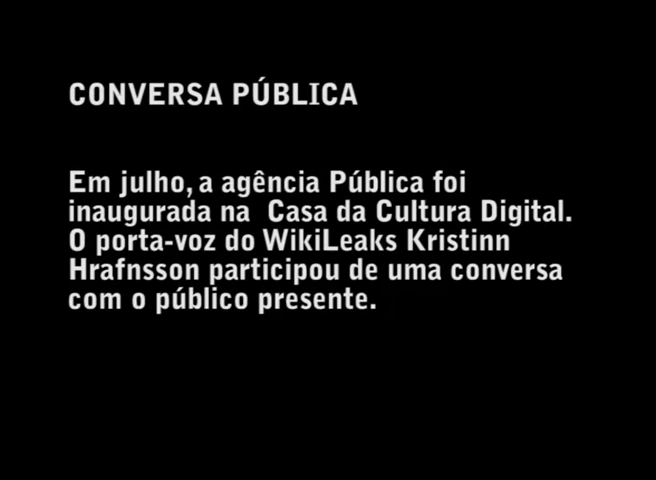 CONVERSA PÚBLICA
Em julho, a agência Pública foi
inaugurada na Casa da Cultura Digital.
O porta-voz do WikiLeaks Kristinn
Hrafnsson participou de uma conversa
com o público presente.